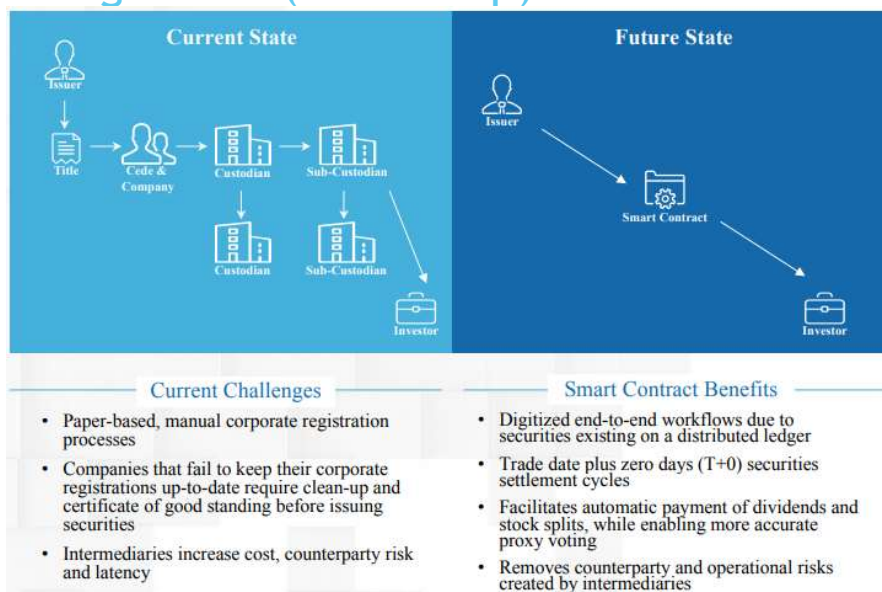 Current State
Issuer
Title
Cede &
Company
Custodian
Sub-Custodian
Custodian
Sub-Custodian
Investor
Future State
Issuer
Smart Contract
Investor
Current Challenges
• Paper-based, manual corporate registration
processes
• Companies that fail to keep their corporate
registrations up-to-date require clean-up and
certificate of good standing before issuing
securities
• Intermediaries increase cost, counterparty risk
and latency
Smart Contract Benefits
• Digitized end-to-end workflows due to
securities existing on a distributed ledger
• Trade date plus zero days (T+0) securities
settlement cycles
• Facilitates automatic payment of dividends and
stock splits, while enabling more accurate
proxy voting
• Removes counterparty and operational risks
created by intermediaries